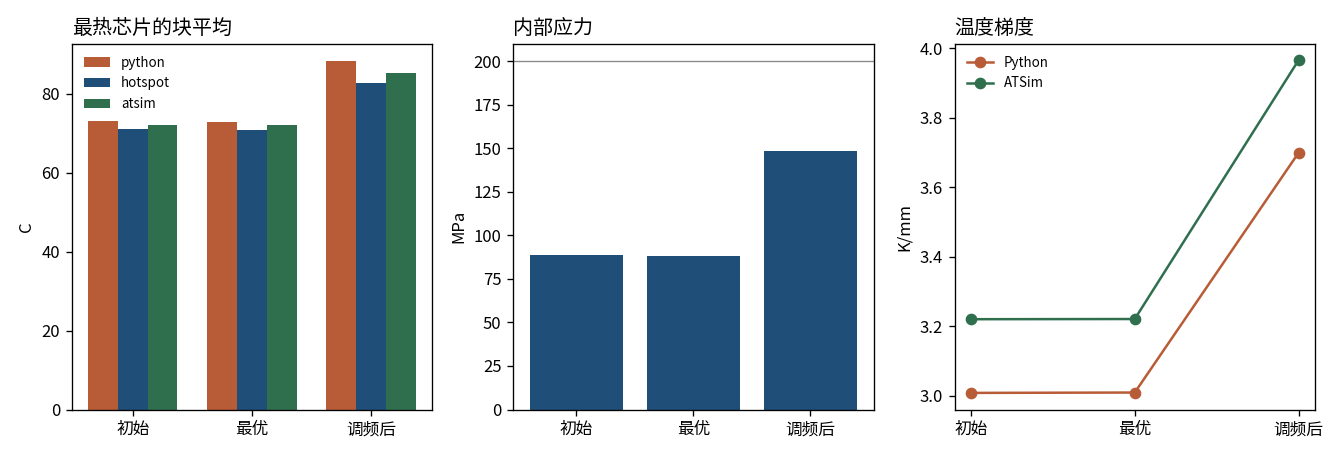 最热芯片的块平均
python
hotspot
atsim
80
60
40
20
0
C
初始
最优
调频后
内部应力
200
175
150
125
100
75
50
25
0
MPa
初始
最优
调频后
温度梯度
Python
ATSim
4.0
3.8
3.6
3.4
3.2
3.0
K/mm
初始
最优
调频后